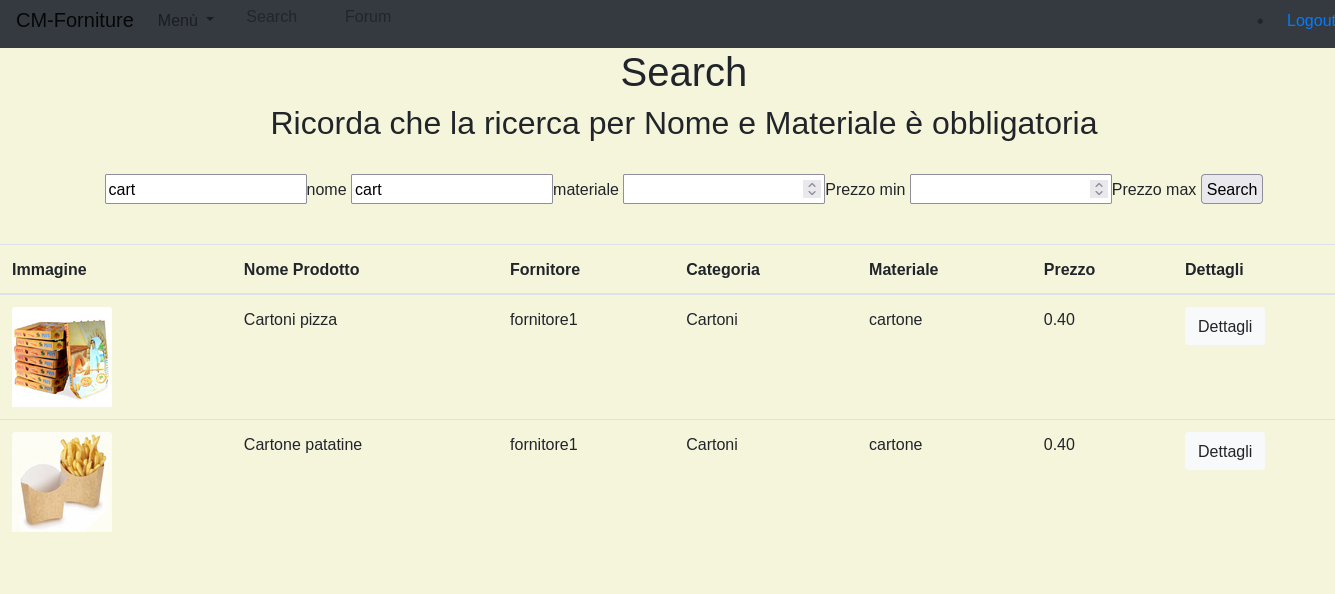 CM-Forniture Menù Search Forum Logout
Search
Ricorda che la ricerca per Nome e Materiale è obbligatoria
cart nome cart materiale Prezzo min Prezzo max Search
Immagine Nome Prodotto Fornitore Categoria Materiale Prezzo Dettagli
Cartoni pizza fornitore1 Cartoni cartone 0.40 Dettagli
Cartone patatine fornitore1 Cartoni cartone 0.40 Dettagli